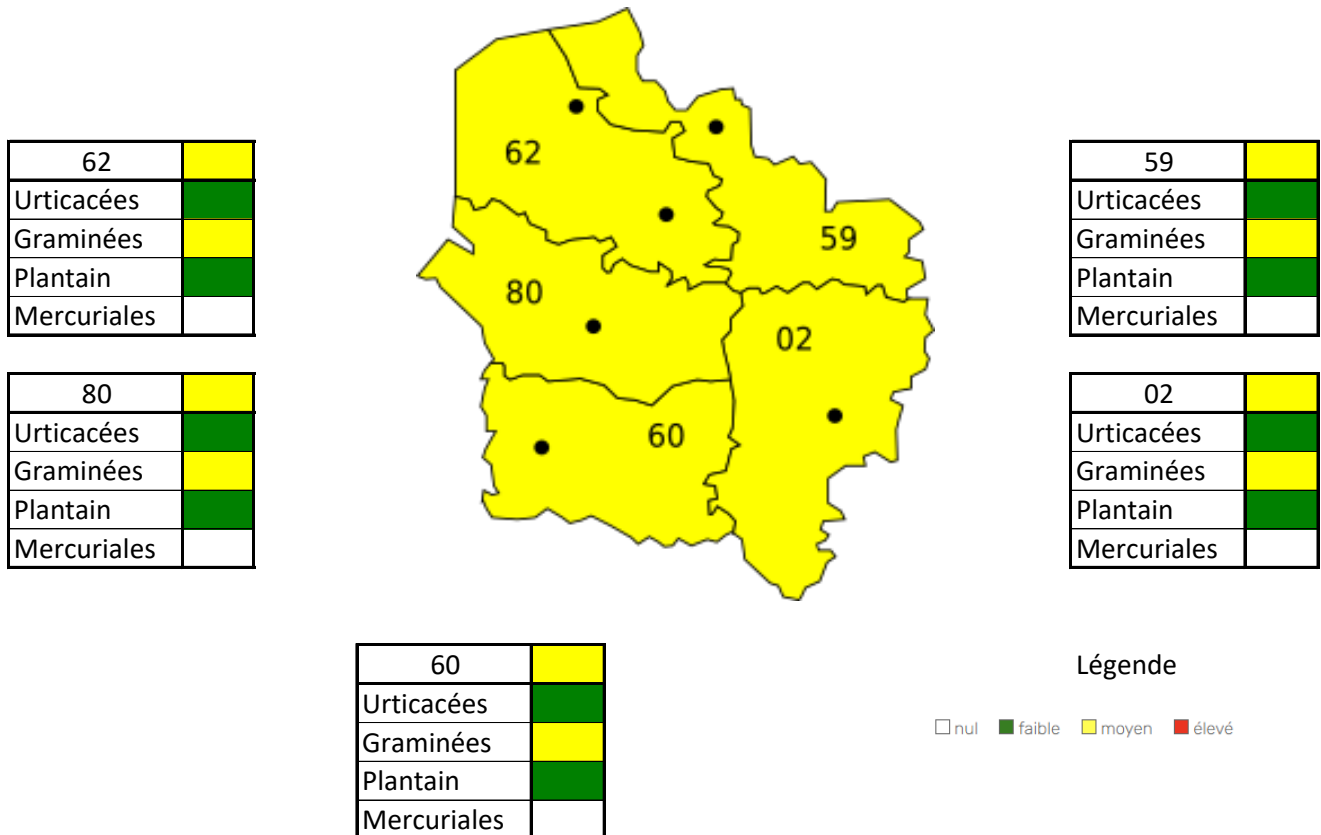 62
Urticacées
Graminées
Plantain
Mercuriales
80
Urticacées
Graminées
Plantain
Mercuriales
62
59
80
02
60
59
Urticacées
Graminées
Plantain
Mercuriales
02
Urticacées
Graminées
Plantain
Mercuriales
60
Urticacées
Graminées
Plantain
Mercuriales
Légende
nul faible moyen élevé